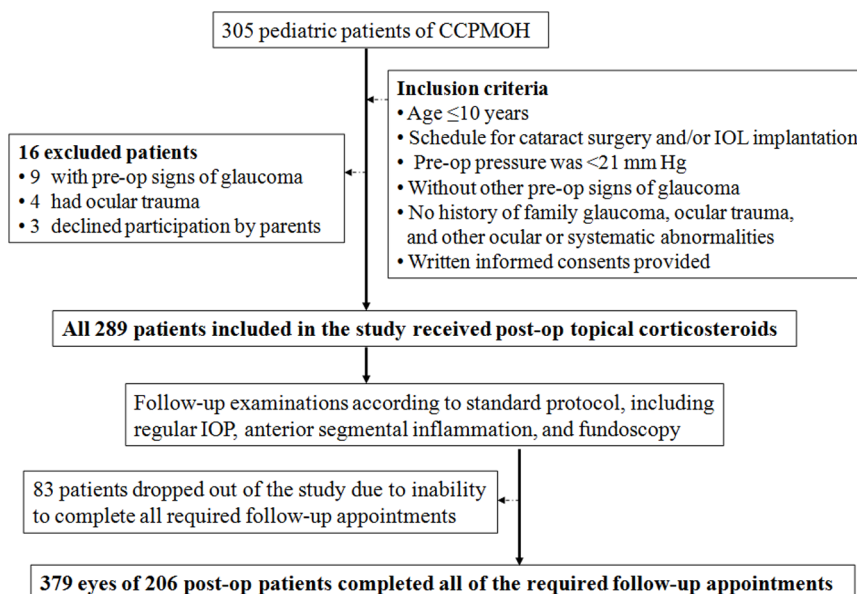 305 pediatric patients of CCPMOH
Inclusion criteria
• Age ≤10 years
• Schedule for cataract surgery and/or IOL implantation
• Pre-op pressure was <21 mm Hg
• Without other pre-op signs of glaucoma
• No history of family glaucoma, ocular trauma,
and other ocular or systematic abnormalities
• Written informed consents provided
16 excluded patients
• 9 with pre-op signs of glaucoma
• 4 had ocular trauma
• 3 declined participation by parents
All 289 patients included in the study received post-op topical corticosteroids
Follow-up examinations according to standard protocol, including
regular IOP, anterior segmental inflammation, and fundoscopy
83 patients dropped out of the study due to inability
to complete all required follow-up appointments
379 eyes of 206 post-op patients completed all of the required follow-up appointments